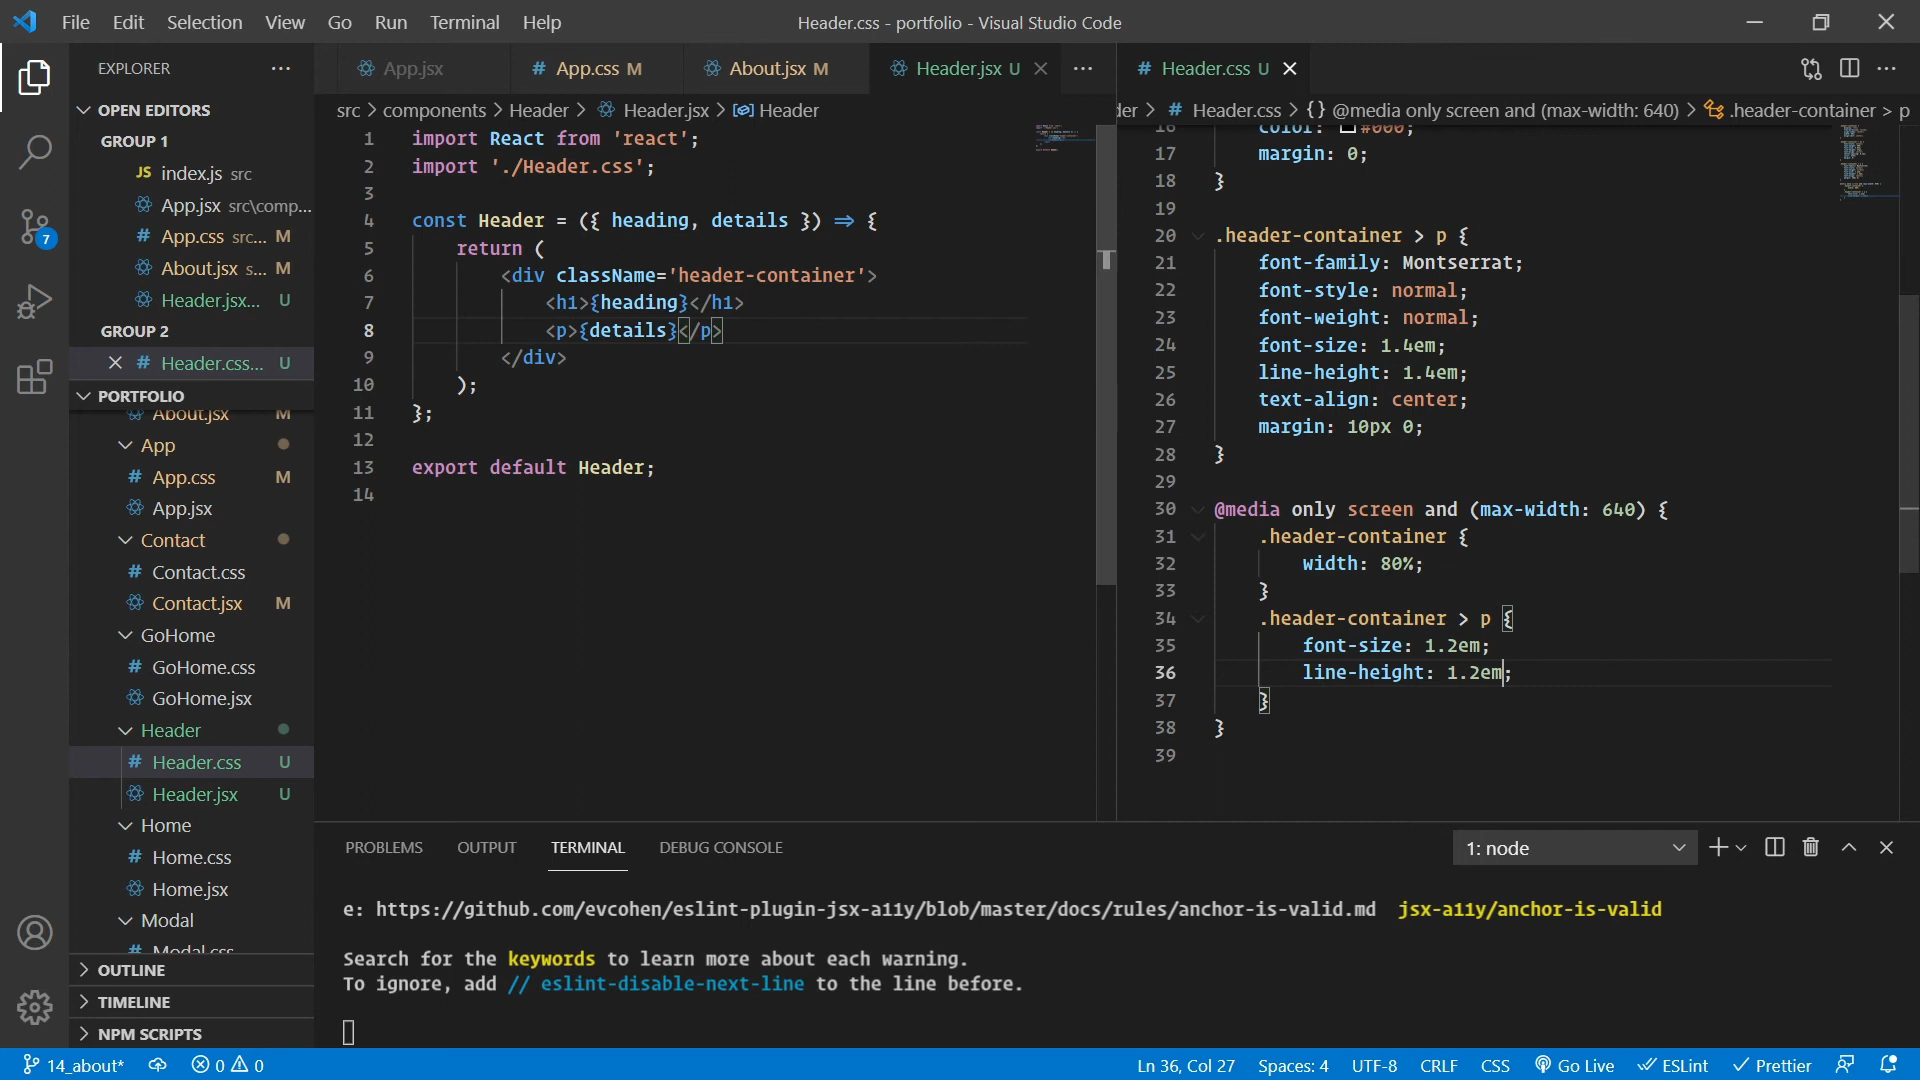 File Edit Selection View Go Run Terminal Help
Header.css - portfolio - Visual Studio Code
EXPLORER
OPEN EDITORS
GROUP 1
JS index.js src
App.jsx src\comp...
# App.css src... M
About.jsx s... M
Header.jsx... U
GROUP 2
# Header.css... U
PORTFOLIO
About.jsx M
App
# App.css M
App.jsx
Contact
# Contact.css
Contact.jsx M
GoHome
# GoHome.css
GoHome.jsx
Header
# Header.css U
Header.jsx U
Home
# Home.css
Home.jsx
Modal
# Modal.css
OUTLINE
TIMELINE
NPM SCRIPTS
App.jsx # App.css M About.jsx M Header.jsx U
src > components > Header > Header.jsx > Header
1 import React from 'react';
2 import './Header.css';
3
4 const Header = ({ heading, details }) ⇒ {
5 return (
6 <div className='header-container'>
7 <h1>{heading}</h1>
8 <p>{details}</p>
9 </div>
10 );
11 };
12
13 export default Header;
14
# Header.css U
der > # Header.css > {} @media only screen and (max-width: 640) > .header-container > p
16 color: #000;
17 margin: 0;
18 }
19
20 .header-container > p {
21 font-family: Montserrat;
22 font-style: normal;
23 font-weight: normal;
24 font-size: 1.4em;
25 line-height: 1.4em;
26 text-align: center;
27 margin: 10px 0;
28 }
29
30 @media only screen and (max-width: 640) {
31 .header-container {
32 width: 80%;
33 }
34 .header-container > p {
35 font-size: 1.2em;
36 line-height: 1.2em;
37 }
38 }
39
PROBLEMS OUTPUT TERMINAL DEBUG CONSOLE
1: node
e: https://github.com/evcohen/eslint-plugin-jsx-a11y/blob/master/docs/rules/anchor-is-valid.md jsx-a11y/anchor-is-valid
Search for the keywords to learn more about each warning.
To ignore, add // eslint-disable-next-line to the line before.
7
14_about* 0 0
Ln 36, Col 27 Spaces: 4 UTF-8 CRLF CSS Go Live ESLint Prettier